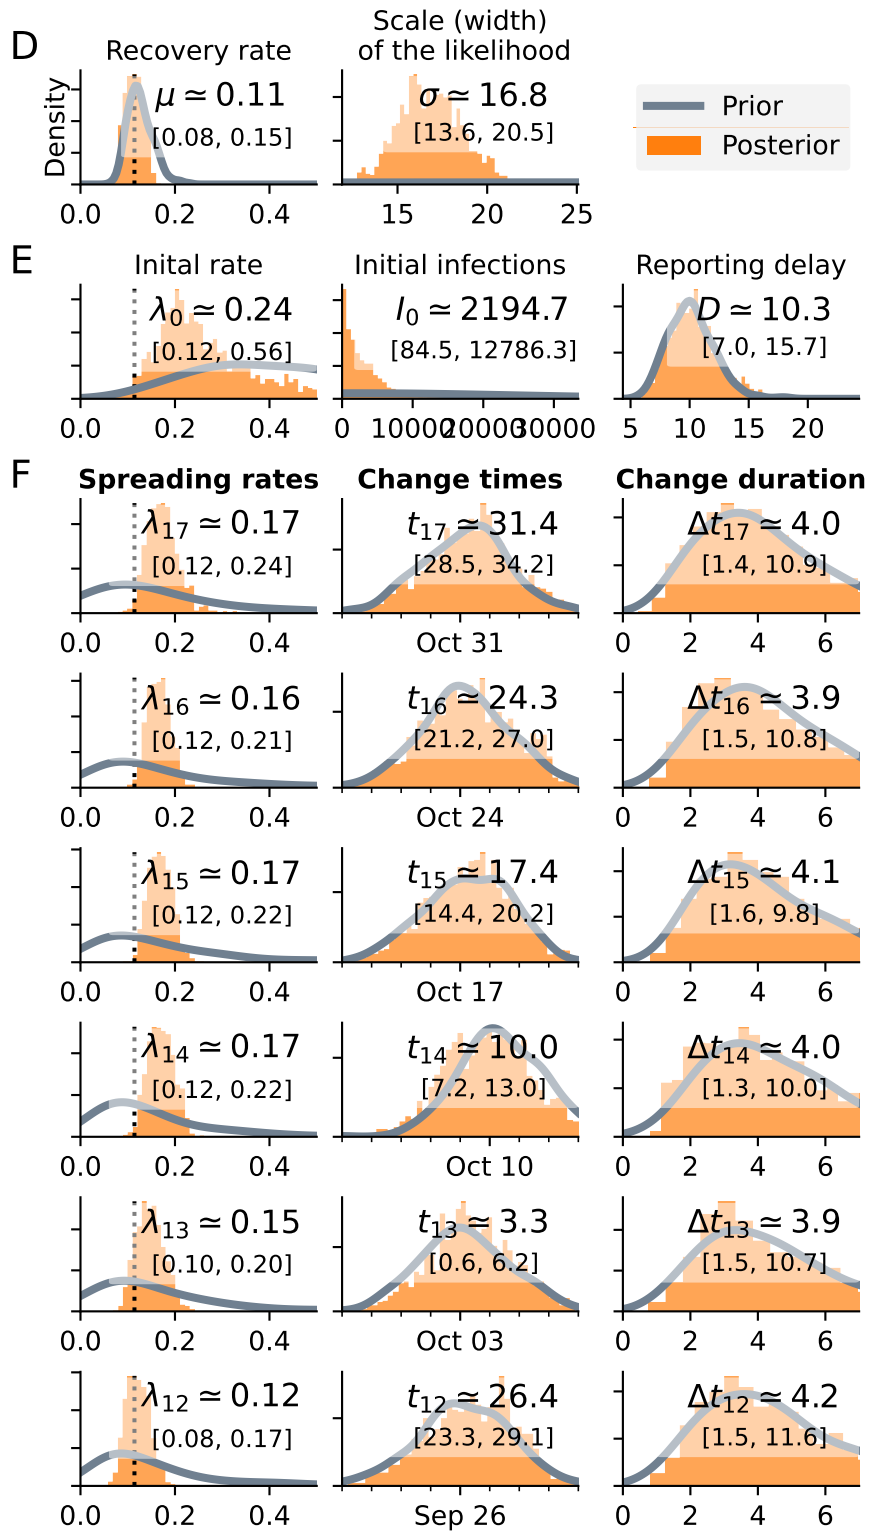 D
Recovery rate
Scale (width)
of the likelihood
Density
μ ≃ 0.11
[0.08, 0.15]
σ ≃ 16.8
[13.6, 20.5]
Prior
Posterior
0.0 0.2 0.4
15 20 25
E
Inital rate
Initial infections
Reporting delay
λ0 ≃ 0.24
[0.12, 0.56]
I0 ≃ 2194.7
[84.5, 12786.3]
D ≃ 10.3
[7.0, 15.7]
0.0 0.2 0.4
0 10000 20000 30000
5 10 15 20
F
Spreading rates
Change times
Change duration
λ17 ≃ 0.17
[0.12, 0.24]
t17 ≃ 31.4
[28.5, 34.2]
Δt17 ≃ 4.0
[1.4, 10.9]
0.0 0.2 0.4
Oct 31
0 2 4 6
λ16 ≃ 0.16
[0.12, 0.21]
t16 ≃ 24.3
[21.2, 27.0]
Δt16 ≃ 3.9
[1.5, 10.8]
0.0 0.2 0.4
Oct 24
0 2 4 6
λ15 ≃ 0.17
[0.12, 0.22]
t15 ≃ 17.4
[14.4, 20.2]
Δt15 ≃ 4.1
[1.6, 9.8]
0.0 0.2 0.4
Oct 17
0 2 4 6
λ14 ≃ 0.17
[0.12, 0.22]
t14 ≃ 10.0
[7.2, 13.0]
Δt14 ≃ 4.0
[1.3, 10.0]
0.0 0.2 0.4
Oct 10
0 2 4 6
λ13 ≃ 0.15
[0.10, 0.20]
t13 ≃ 3.3
[0.6, 6.2]
Δt13 ≃ 3.9
[1.5, 10.7]
0.0 0.2 0.4
Oct 03
0 2 4 6
λ12 ≃ 0.12
[0.08, 0.17]
t12 ≃ 26.4
[23.3, 29.1]
Δt12 ≃ 4.2
[1.5, 11.6]
0.0 0.2 0.4
Sep 26
0 2 4 6